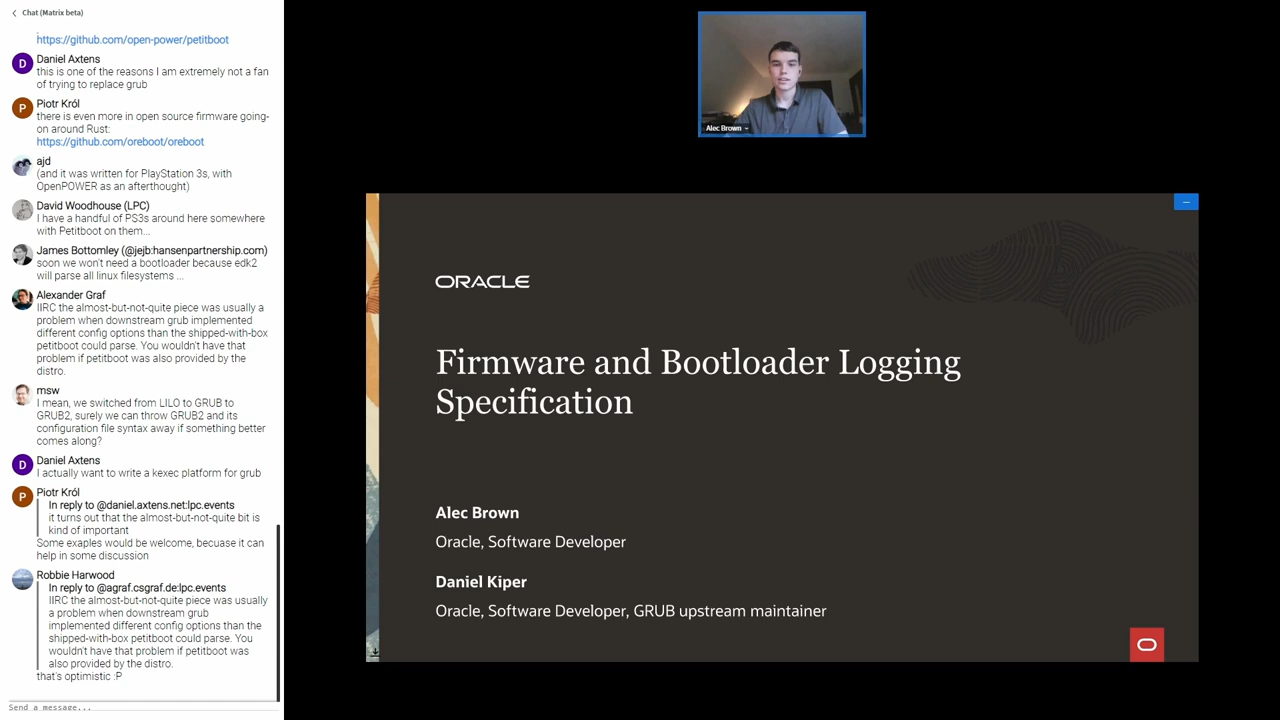 Chat (Matrix beta)
https://github.com/open-power/petitboot
Daniel Axtens
this is one of the reasons I am extremely not a fan
of trying to replace grub
Piotr Król
there is even more in open source firmware going-
on around Rust:
https://github.com/oreboot/oreboot
ajd
(and it was written for PlayStation 3s, with
OpenPOWER as an afterthought)
David Woodhouse (LPC)
I have a handful of PS3s around here somewhere
with Petitboot on them...
James Bottomley (@jejb:hansenpartnership.com)
soon we won't need a bootloader because edk2
will parse all linux filesystems ...
Alexander Graf
IIRC the almost-but-not-quite piece was usually a
problem when downstream grub implemented
different config options than the shipped-with-box
petitboot could parse. You wouldn't have that
problem if petitboot was also provided by the
distro.
msw
I mean, we switched from LILO to GRUB to
GRUB2, surely we can throw GRUB2 and its
configuration file syntax away if something better
comes along?
D
Daniel Axtens
I actually want to write a kexec platform for grub
P
Piotr Król
In reply to @daniel.axtens.net:lpc.events
it turns out that the almost-but-not-quite bit is
kind of important
Some exaples would be welcome, becuase it can
help in some discussion
Robbie Harwood
In reply to @agraf.csgraf.de:lpc.events
IIRC the almost-but-not-quite piece was usually
a problem when downstream grub
implemented different config options than the
shipped-with-box petitboot could parse. You
wouldn't have that problem if petitboot was
also provided by the distro.
that's optimistic :P
Send a message...
Alec Brown
ORACLE
Firmware and Bootloader Logging
Specification
Alec Brown
Oracle, Software Developer
Daniel Kiper
Oracle, Software Developer, GRUB upstream maintainer